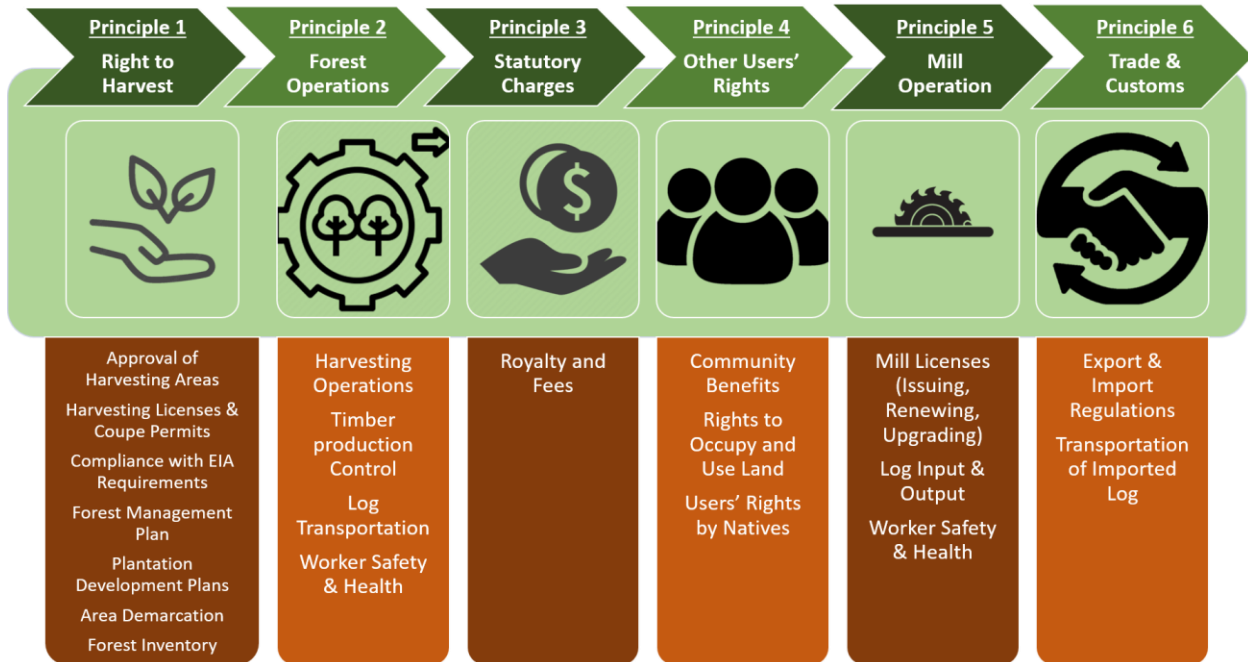 Principle 1
Right to
Harvest
Principle 2
Forest
Operations
Principle 3
Statutory
Charges
Principle 4
Other Users'
Rights
Principle 5
Mill
Operation
Principle 6
Trade &
Customs
$
Approval of
Harvesting Areas
Harvesting Licenses &
Coupe Permits
Compliance with EIA
Requirements
Forest Management
Plan
Plantation
Development Plans
Area Demarcation
Forest Inventory
Harvesting
Operations
Timber
production
Control
Log
Transportation
Worker Safety
& Health
Royalty and
Fees
Community
Benefits
Rights to
Occupy and
Use Land
Users' Rights
by Natives
Mill Licenses
(Issuing,
Renewing,
Upgrading)
Log Input &
Output
Worker Safety
& Health
Export &
Import
Regulations
Transportation
of Imported
Log